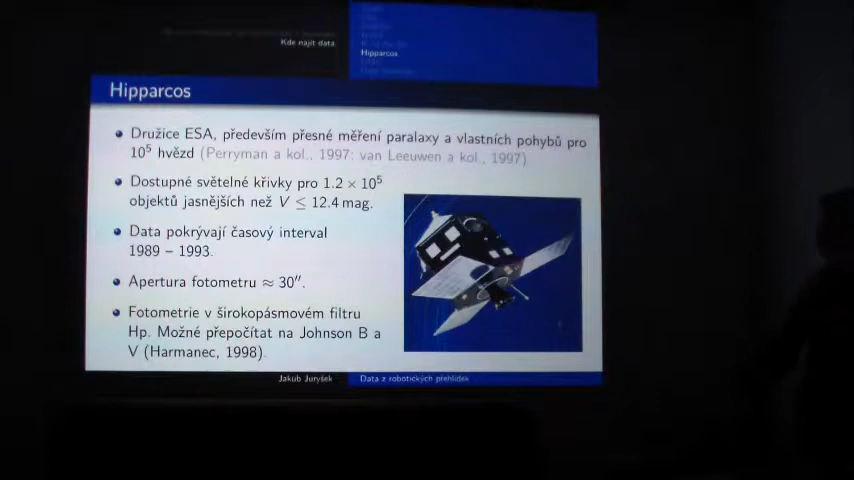 Kde najít data
Hipparcos
Hipparcos
Družice ESA, především přesné měření paralaxy a vlastních pohybů pro
10⁵ hvězd (Perryman a kol., 1997; van Leeuwen a kol., 1997)
Dostupné světelné křivky pro 1.2 × 10⁵
objektů jasnějších než V ≤ 12.4 mag.
Data pokrývají časový interval
1989 – 1993.
Apertura fotometru ≈ 30″.
Fotometrie v širokopásmovém filtru
Hp. Možné přepočítat na Johnson B a
V (Harmanec, 1998).
Jakub Juryšek
Data z robotických přehlídek